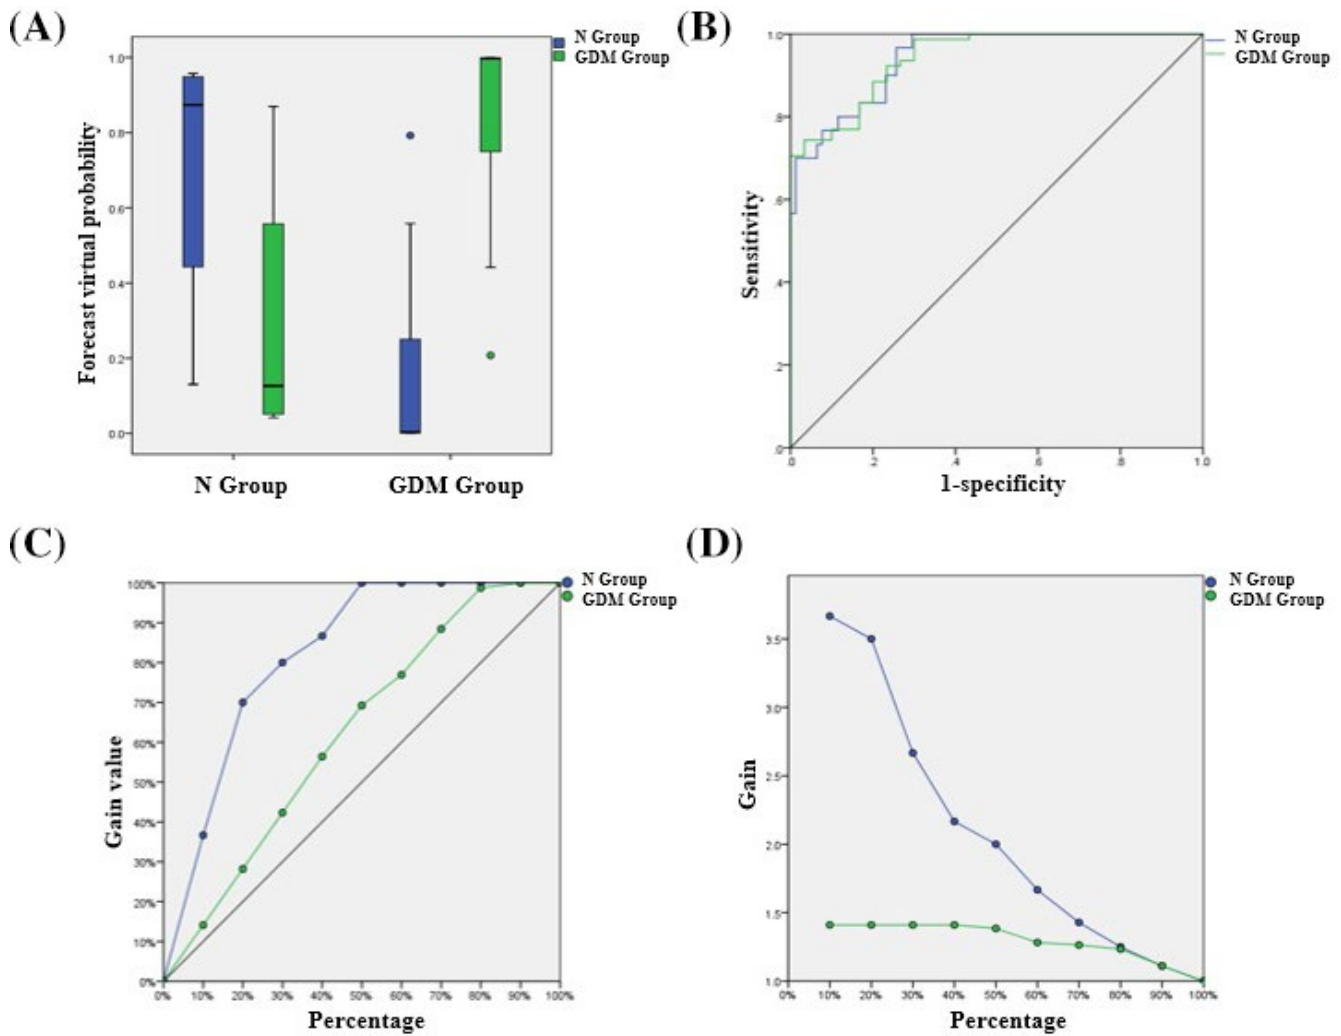 (A)
N Group
GDM Group
1.0
0.8
0.6
0.4
0.2
0.0
Forecast virtual probability
N Group
GDM Group
(B)
N Group
GDM Group
1.0
.8
.6
.4
.2
.0
Sensitivity
.0
.2
.4
.6
.8
1.0
1-specificity
(C)
N Group
GDM Group
100%
90%
80%
70%
60%
50%
40%
30%
20%
10%
0%
Gain value
0% 10% 20% 30% 40% 50% 60% 70% 80% 90% 100%
Percentage
(D)
N Group
GDM Group
3.5
3.0
2.5
2.0
1.5
1.0
Gain
0% 10% 20% 30% 40% 50% 60% 70% 80% 90% 100%
Percentage